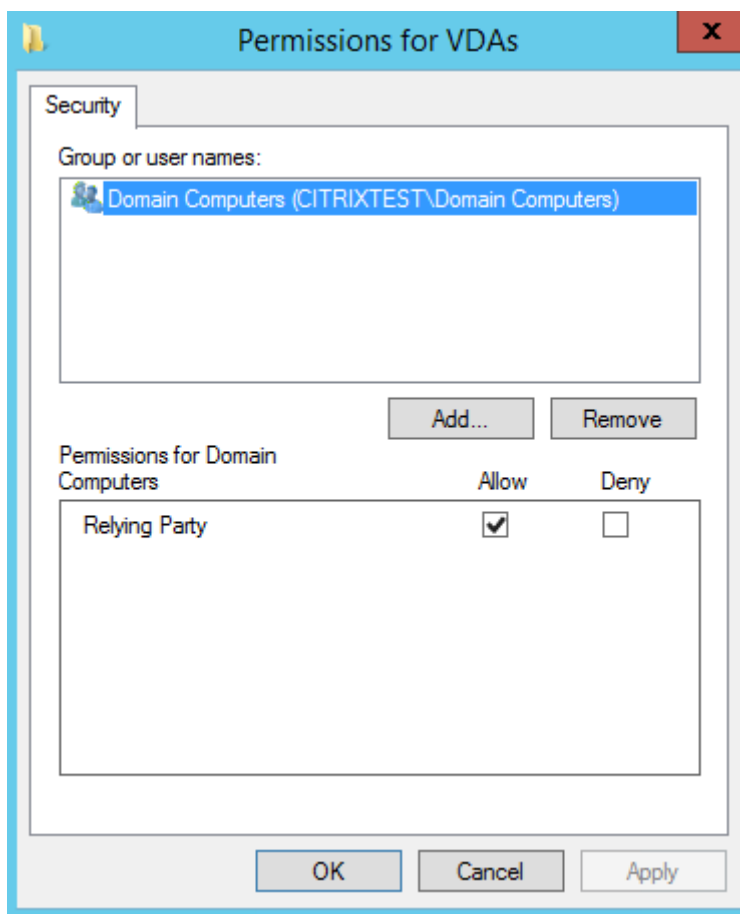 Permissions for VDAs
x
Security
Group or user names:
Domain Computers (CITRIXTEST\Domain Computers)
Add...
Remove
Permissions for Domain
Computers
Allow
Deny
Relying Party
OK
Cancel
Apply